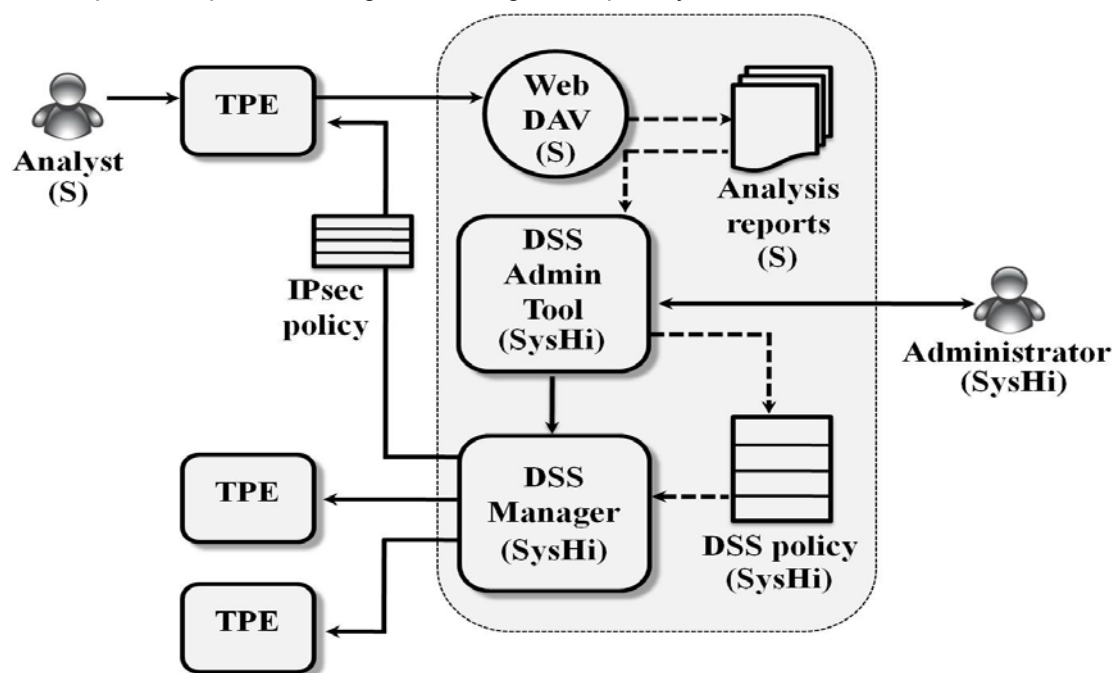 Analyst
(S)
TPE
Web
DAV
(S)
Analysis
reports
(S)
IPsec
policy
DSS
Admin
Tool
(SysHi)
Administrator
(SysHi)
TPE
DSS
Manager
(SysHi)
DSS policy
(SysHi)
TPE